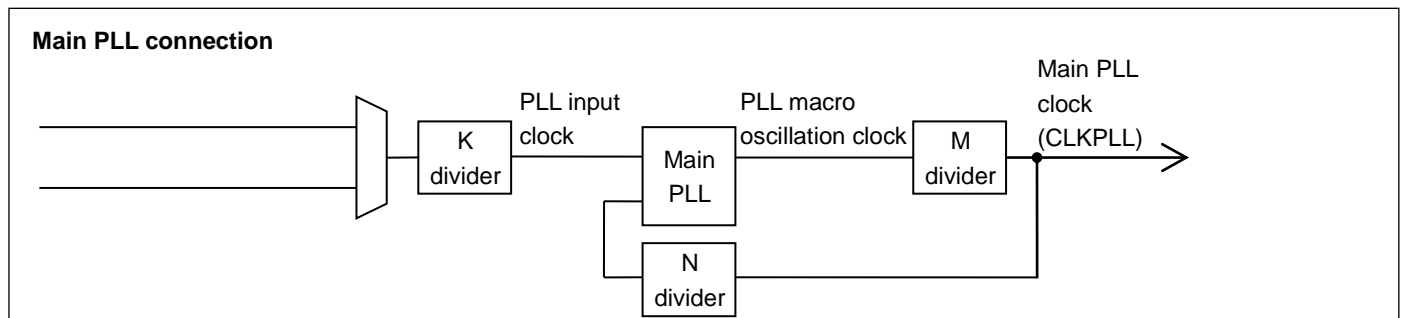 Main PLL connection
PLL input
clock
K
divider
Main
PLL
PLL macro
oscillation clock
M
divider
Main PLL
clock
(CLKPLL)
N
divider